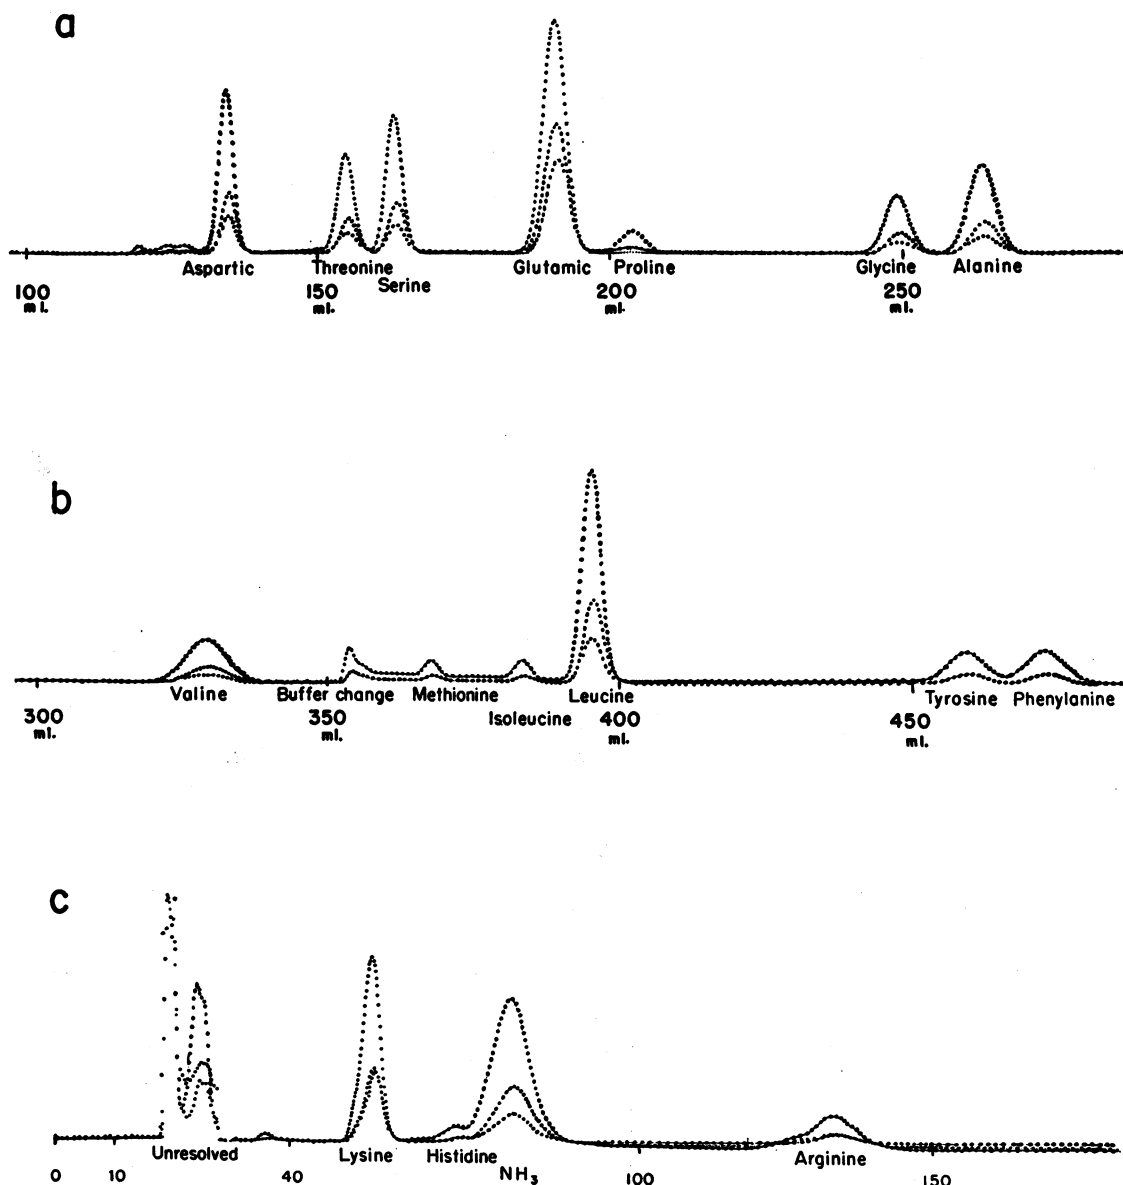 a
Aspartic Threonine Glutamic Proline Glycine Alanine
Serine
100 150 200 250
ml. ml. ml. ml.
b
Valine Buffer change Methionine Leucine Tyrosine Phenylanine
Isoleucine
300 350 400 450
ml. ml. ml. ml.
c
Unresolved Lysine Histidine Arginine
0 10 40 NH3 100 150